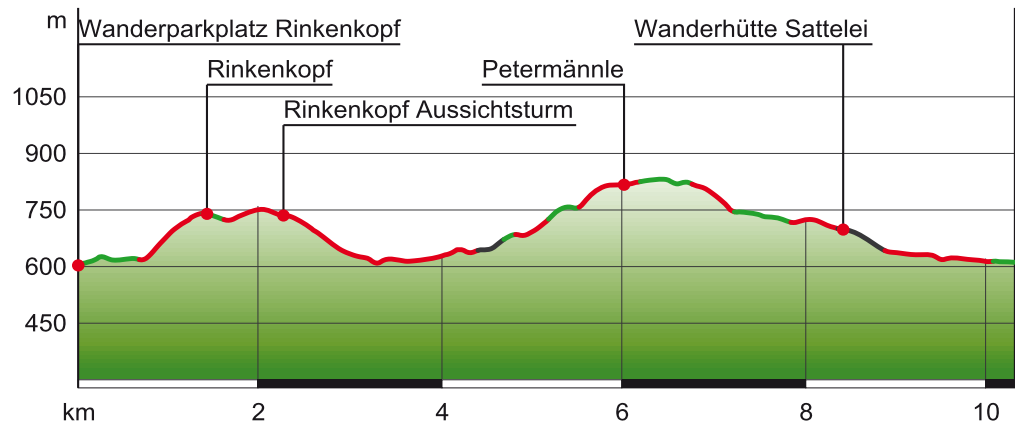 m
Wanderparkplatz Rinkenkopf
Wanderhütte Sattelei
Rinkenkopf
Petermännle
Rinkenkopf Aussichtsturm
1050
900
750
600
450
km 2 4 6 8 10